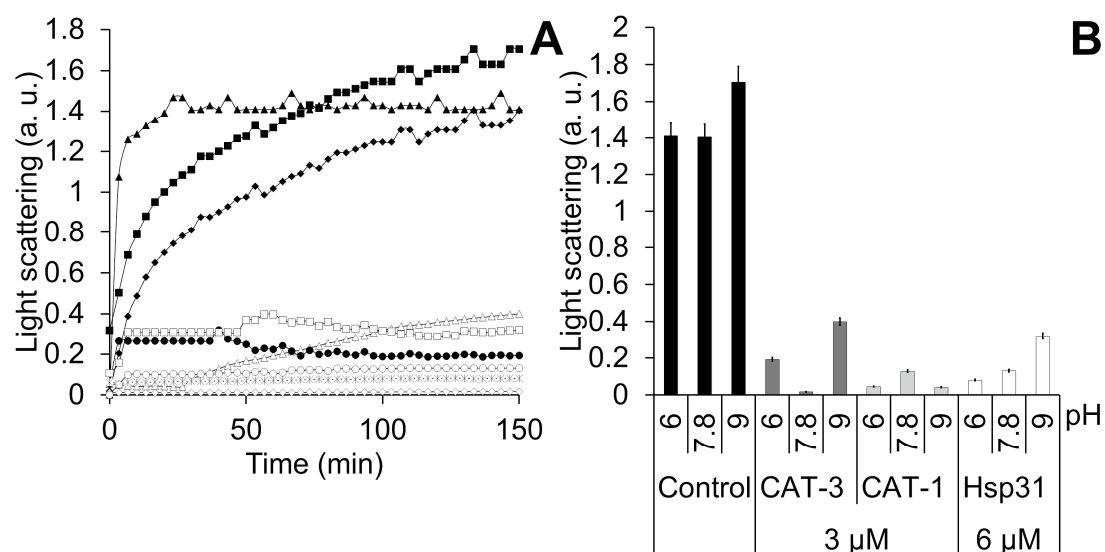 A
Light scattering (a. u.)
1.8
1.6
1.4
1.2
1
0.8
0.6
0.4
0.2
0
0 50 100 150
Time (min)
B
Light scattering (a. u.)
2
1.8
1.6
1.4
1.2
1
0.8
0.6
0.4
0.2
0
6 7.8 9 6 7.8 9 6 7.8 9 6 7.8 9 pH
Control CAT-3 CAT-1 Hsp31
3 µM 6 µM